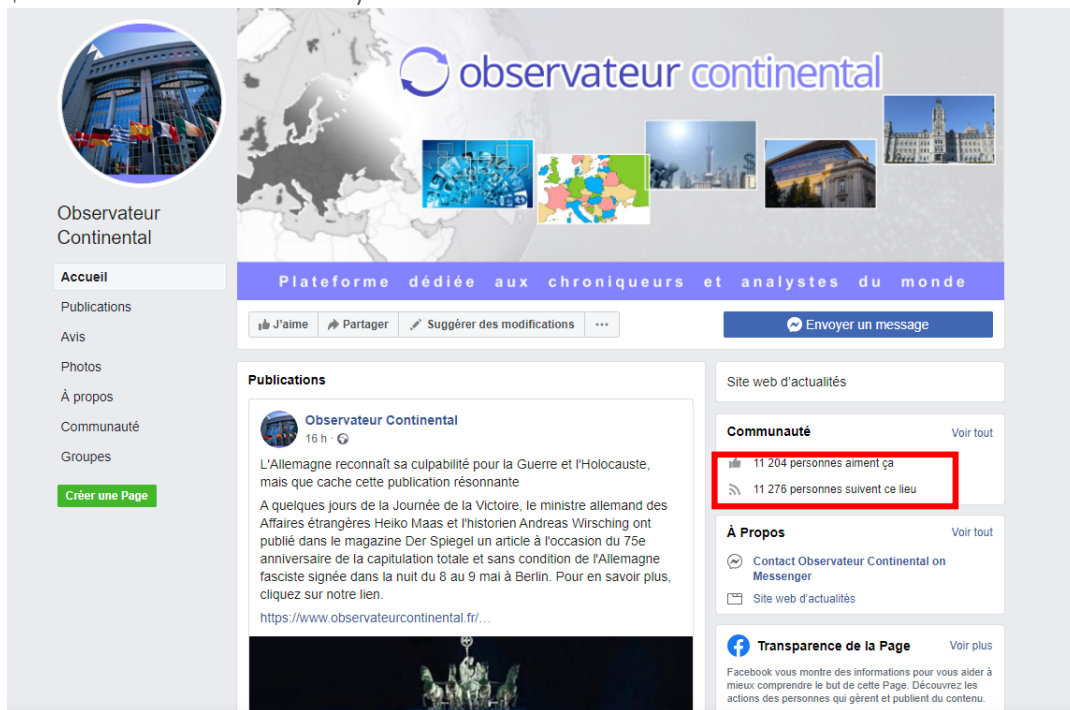 observateur continental
Plateforme dédiée aux chroniqueurs et analystes du monde
Observateur
Continental
Accueil
Publications
Avis
Photos
À propos
Communauté
Groupes
Créer une Page
J'aime
Partager
Suggérer des modifications
...
Envoyer un message
Publications
Observateur Continental
16 h ·
L'Allemagne reconnaît sa culpabilité pour la Guerre et l'Holocauste,
mais que cache cette publication résonnante
A quelques jours de la Journée de la Victoire, le ministre allemand des
Affaires étrangères Heiko Maas et l'historien Andreas Wirsching ont
publié dans le magazine Der Spiegel un article à l'occasion du 75e
anniversaire de la capitulation totale et sans condition de l'Allemagne
fasciste signée dans la nuit du 8 au 9 mai à Berlin. Pour en savoir plus,
cliquez sur notre lien.
https://www.observateurcontinental.fr/...
Site web d'actualités
Communauté Voir tout
11 204 personnes aiment ça
11 276 personnes suivent ce lieu
À Propos Voir tout
Contact Observateur Continental on
Messenger
Site web d'actualités
Transparence de la Page Voir plus
Facebook vous montre des informations pour vous aider à
mieux comprendre le but de cette Page. Découvrez les
actions des personnes qui gèrent et publient du contenu.